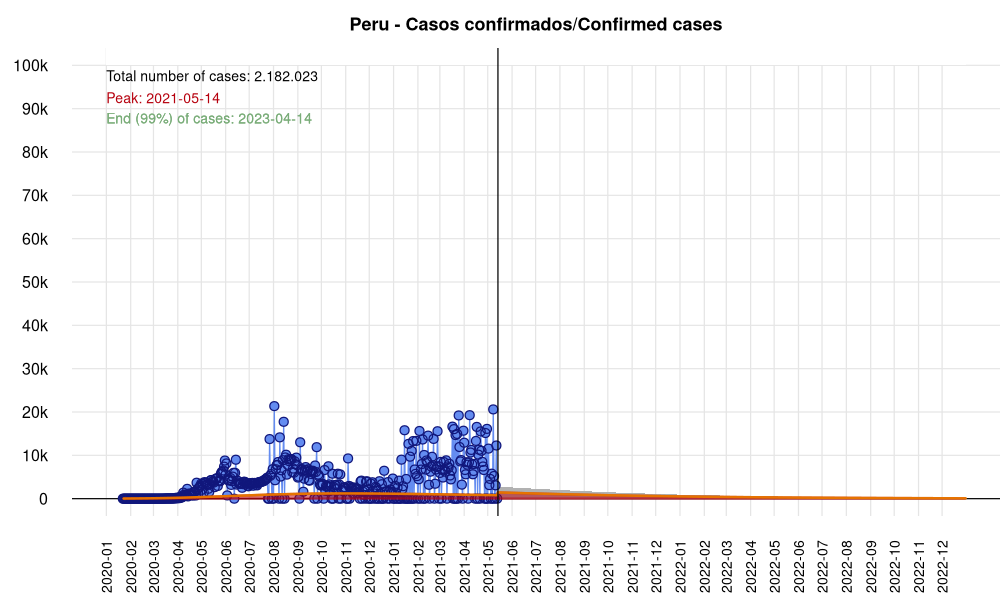 Peru - Casos confirmados/Confirmed cases
Total number of cases: 2.182.023
Peak: 2021-05-14
End (99%) of cases: 2023-04-14
100k
90k
80k
70k
60k
50k
40k
30k
20k
10k
0
2020-01
2020-02
2020-03
2020-04
2020-05
2020-06
2020-07
2020-08
2020-09
2020-10
2020-11
2020-12
2021-01
2021-02
2021-03
2021-04
2021-05
2021-06
2021-07
2021-08
2021-09
2021-10
2021-11
2021-12
2022-01
2022-02
2022-03
2022-04
2022-05
2022-06
2022-07
2022-08
2022-09
2022-10
2022-11
2022-12